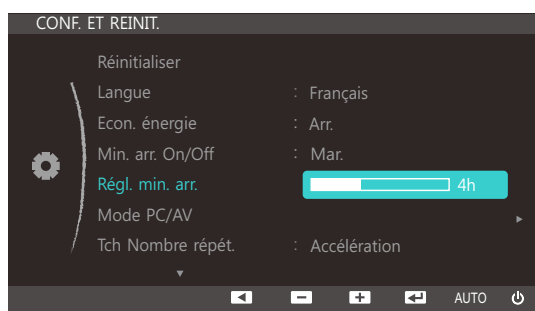 CONF. ET REINIT.
Réinitialiser
Langue : Français
Econ. énergie : Arr.
Min. arr. On/Off : Mar.
Régl. min. arr. 4h
Mode PC/AV
Tch Nombre répét. : Accélération
AUTO